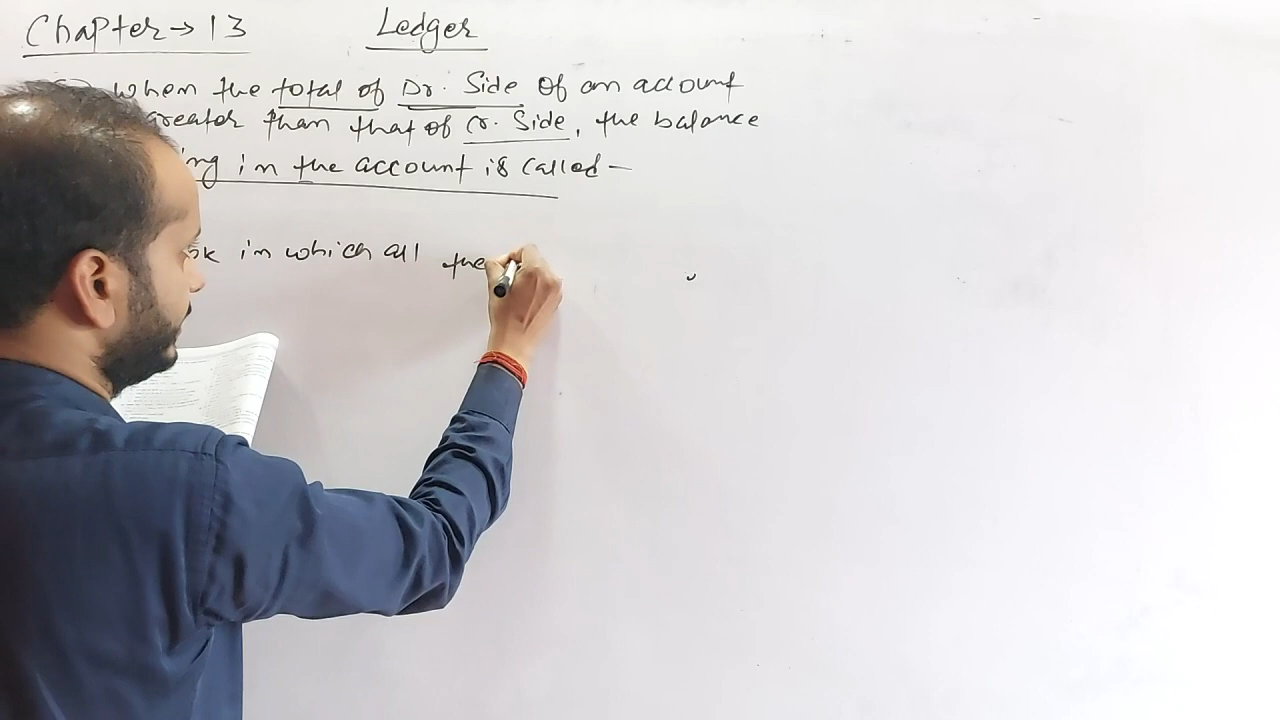 Chapter → 13 Ledger
when the total of Dr. Side of an account
greater than that of Cr. Side, the balance
ing in the account is called —
in which all the